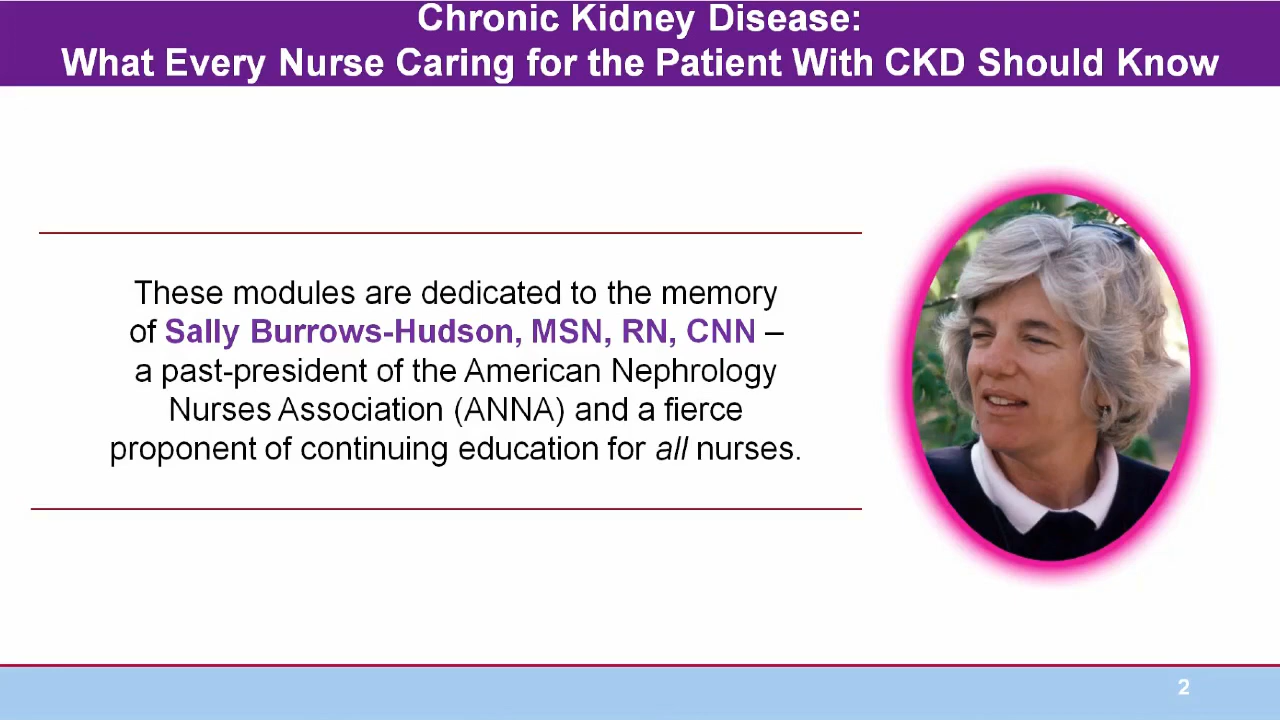 Chronic Kidney Disease:
What Every Nurse Caring for the Patient With CKD Should Know
These modules are dedicated to the memory
of Sally Burrows-Hudson, MSN, RN, CNN –
a past-president of the American Nephrology
Nurses Association (ANNA) and a fierce
proponent of continuing education for all nurses.
2